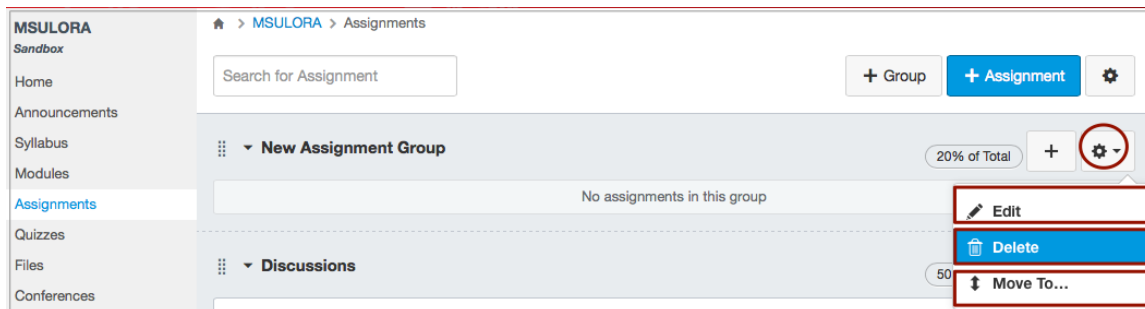 MSULORA
Sandbox
Home
Announcements
Syllabus
Modules
Assignments
Quizzes
Files
Conferences
> MSULORA > Assignments
Search for Assignment
+ Group
+ Assignment
New Assignment Group
20% of Total
+
No assignments in this group
Edit
Delete
Move To...
Discussions
50